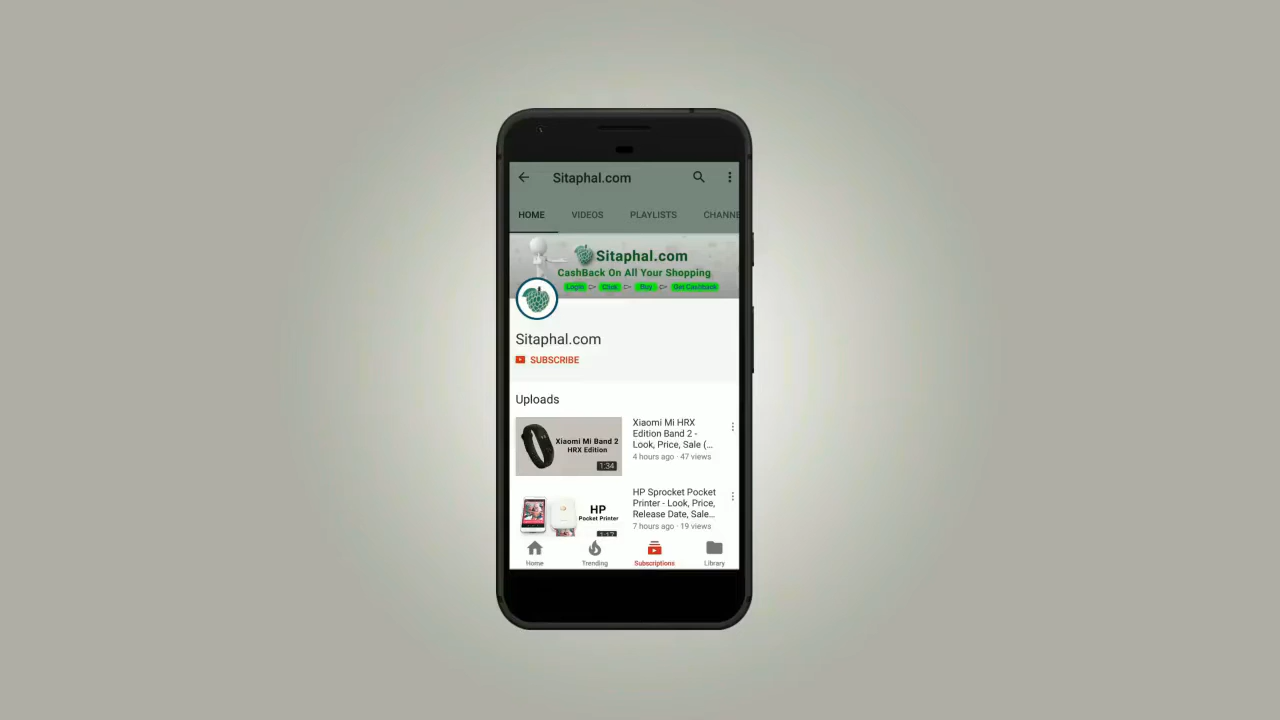 Sitaphal.com
HOME VIDEOS PLAYLISTS CHANNE
Sitaphal.com
CashBack On All Your Shopping
Login Click Buy Get Cashback
Sitaphal.com
SUBSCRIBE
Uploads
Xiaomi Mi Band 2
HRX Edition
1:34
Xiaomi Mi HRX
Edition Band 2 -
Look, Price, Sale (...
4 hours ago · 47 views
HP
Pocket Printer
1:17
HP Sprocket Pocket
Printer - Look, Price,
Release Date, Sale...
7 hours ago · 19 views
Home Trending Subscriptions Library